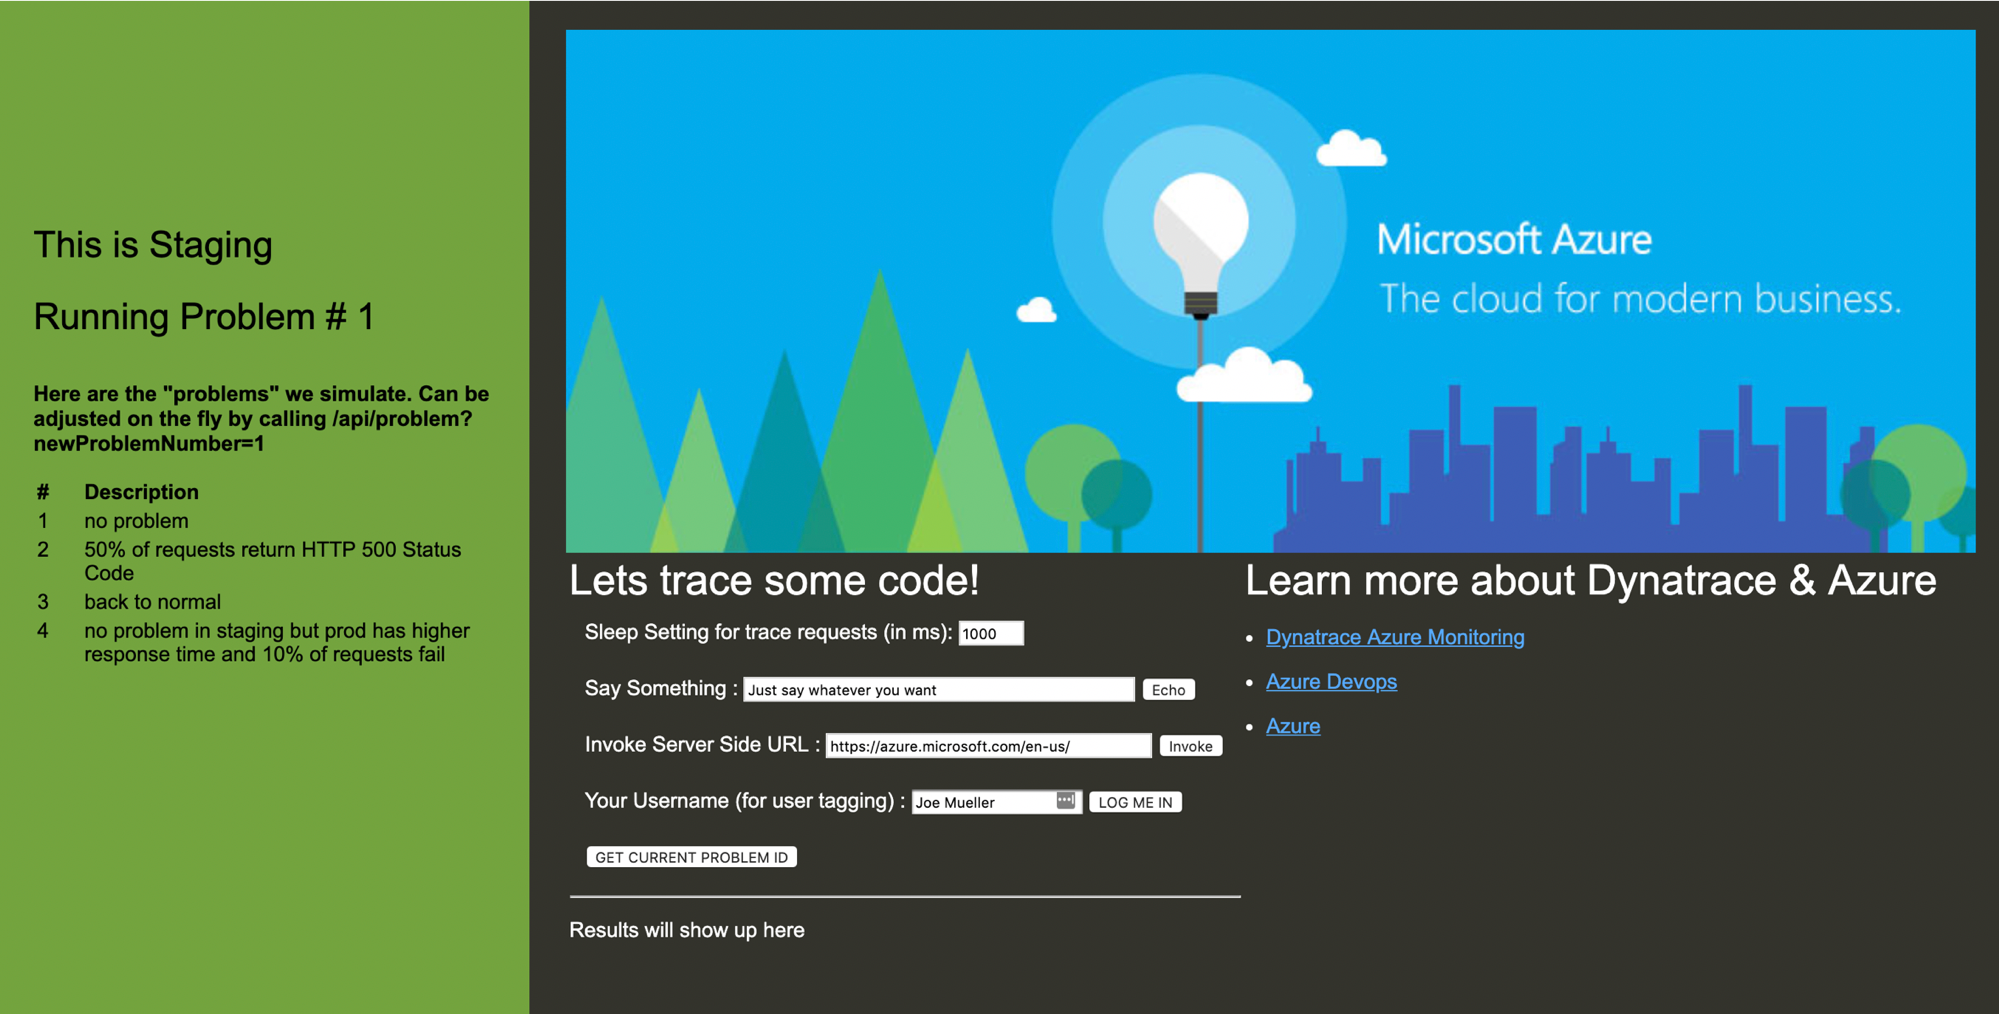 This is Staging
Running Problem # 1
Here are the "problems" we simulate. Can be
adjusted on the fly by calling /api/problem?
newProblemNumber=1
# Description
1 no problem
2 50% of requests return HTTP 500 Status
Code
3 back to normal
4 no problem in staging but prod has higher
response time and 10% of requests fail
Microsoft Azure
The cloud for modern business.
Lets trace some code!
Sleep Setting for trace requests (in ms): 1000
Say Something : Just say whatever you want Echo
Invoke Server Side URL : https://azure.microsoft.com/en-us/ Invoke
Your Username (for user tagging) : Joe Mueller LOG ME IN
GET CURRENT PROBLEM ID
Results will show up here
Learn more about Dynatrace & Azure
• Dynatrace Azure Monitoring
• Azure Devops
• Azure